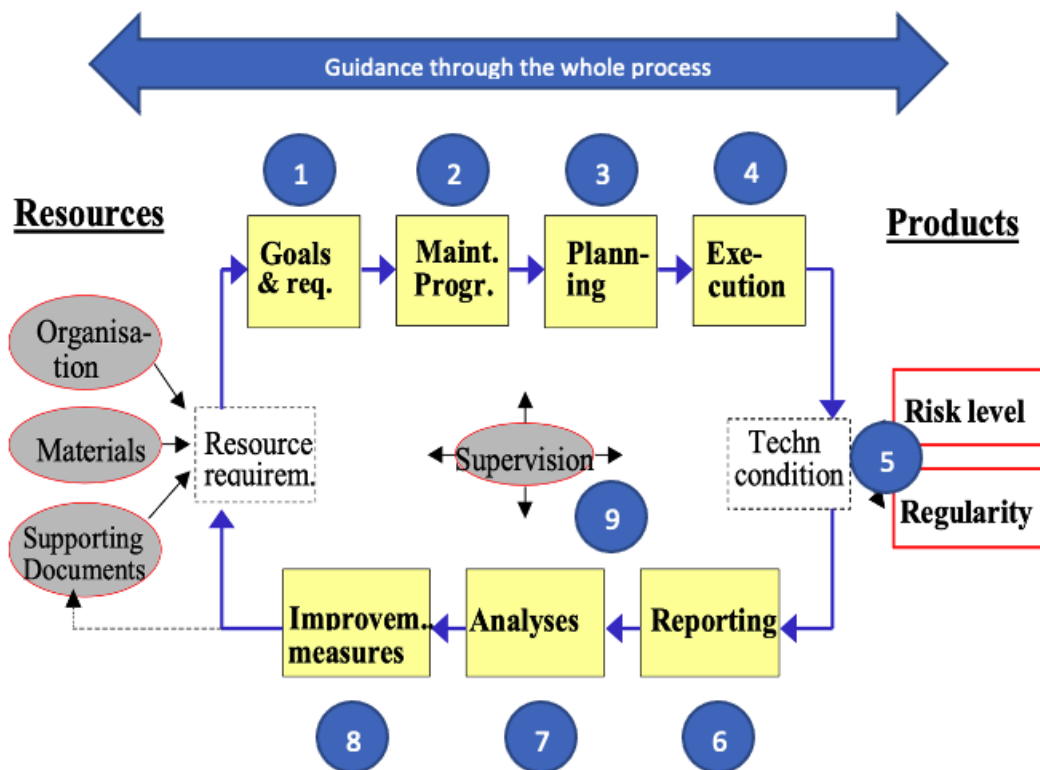 Guidance through the whole process
1
2
3
4
Resources
Products
Goals
& req.
Maint.
Progr.
Plann-
ing
Exe-
cution
Organisa-
tion
Materials
Supporting
Documents
Resource
requirem.
Supervision
9
Techn
condition
5
Risk level
Regularity
Improvem..
measures
Analyses
Reporting
8
7
6